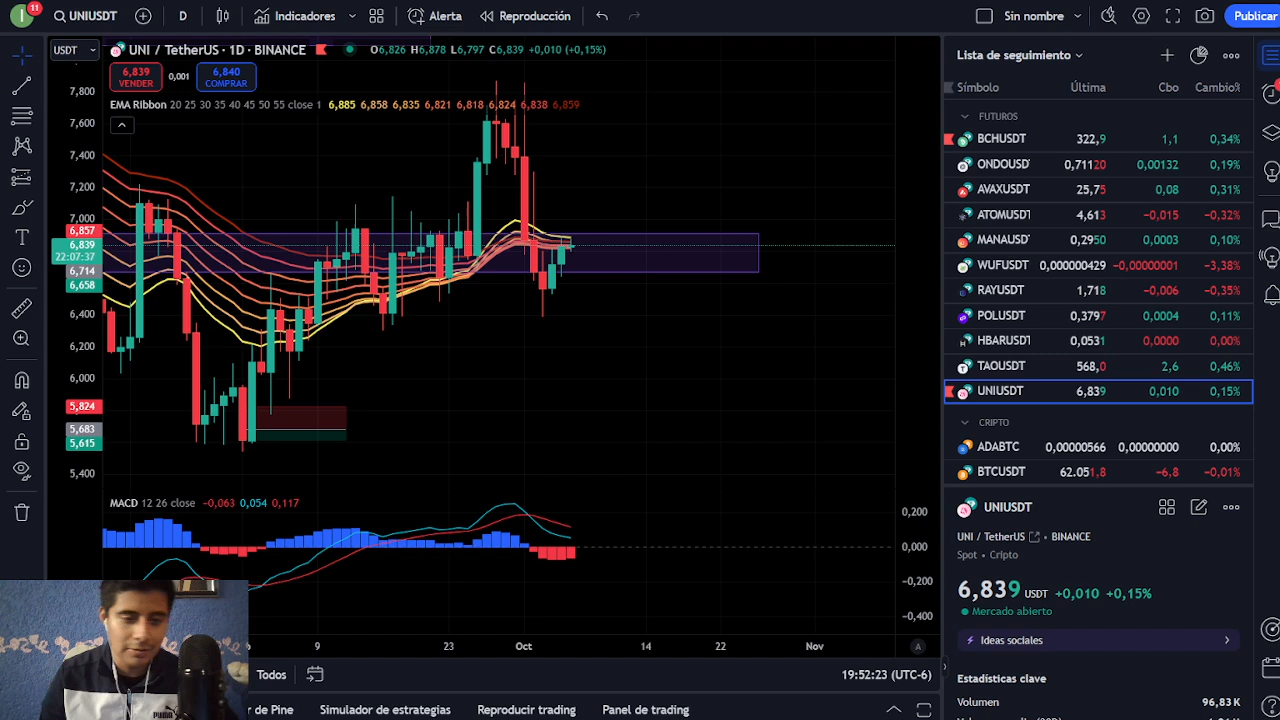 I 11 UNIUSDT D Indicadores Alerta Reproducción Sin nombre Publicar
USDT UNI / TetherUS · 1D · BINANCE O6,826 H6,878 L6,797 C6,839 +0,010 (+0,15%)
6,839 VENDER 0,001 6,840 COMPRAR
EMA Ribbon 20 25 30 35 40 45 50 55 close 1 6,885 6,858 6,835 6,821 6,818 6,824 6,838 6,859
7,800
7,600
7,400
7,200
7,000
6,857
6,839
22:07:37
6,714
6,658
6,400
6,200
6,000
5,824
5,683
5,615
5,400
MACD 12 26 close -0,063 0,054 0,117
0,200
0,000
-0,200
-0,400
9 23 Oct 14 22 Nov A
Todos 19:52:23 (UTC-6)
r de Pine Simulador de estrategias Reproducir trading Panel de trading
PUMA
Lista de seguimiento
Símbolo Última Cbo Cambio%
FUTUROS
BCHUSDT 322,9 1,1 0,34%
ONDOUSDT 0,71120 0,00132 0,19%
AVAXUSDT 25,75 0,08 0,31%
ATOMUSDT 4,613 -0,015 -0,32%
MANAUSDT 0,2950 0,0003 0,10%
WUFUSDT 0,000000429 -0,00000001 -3,38%
RAYUSDT 1,718 -0,006 -0,35%
POLUSDT 0,3797 0,0004 0,11%
HBARUSDT 0,0531 0,0000 0,00%
TAOUSDT 568,0 2,6 0,46%
UNIUSDT 6,839 0,010 0,15%
CRIPTO
ADABTC 0,00000566 0,00000000 0,00%
BTCUSDT 62.051,8 -6,8 -0,01%
UNIUSDT
UNI / TetherUS · BINANCE
Spot · Cripto
6,839 USDT +0,010 +0,15%
Mercado abierto
Ideas sociales
Estadísticas clave
Volumen 96,83 K